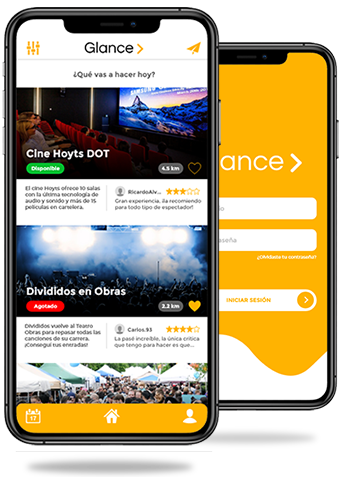 Glance
¿Qué vas a hacer hoy?
SAMSUNG
Cine Hoyts DOT
Disponible
4.5 km
El cine Hoyts ofrece 10 salas
con la última tecnología de
audio y sonido y más de 15
películas en cartelera.
RicardoAlv...
Gran experiencia, ¡la recomiendo
para todo tipo de espectador!
Divididos en Obras
Agotado
2.2 km
Divididos vuelve al Teatro
Obras para repasar todas las
canciones de su carrera.
¡Conseguí tus entradas!
Carlos.93
La pasé increíble, la única crítica
que tengo para hacer es que...
17
lance
aseña
¿Olvidaste tu contraseña?
INICIAR SESIÓN